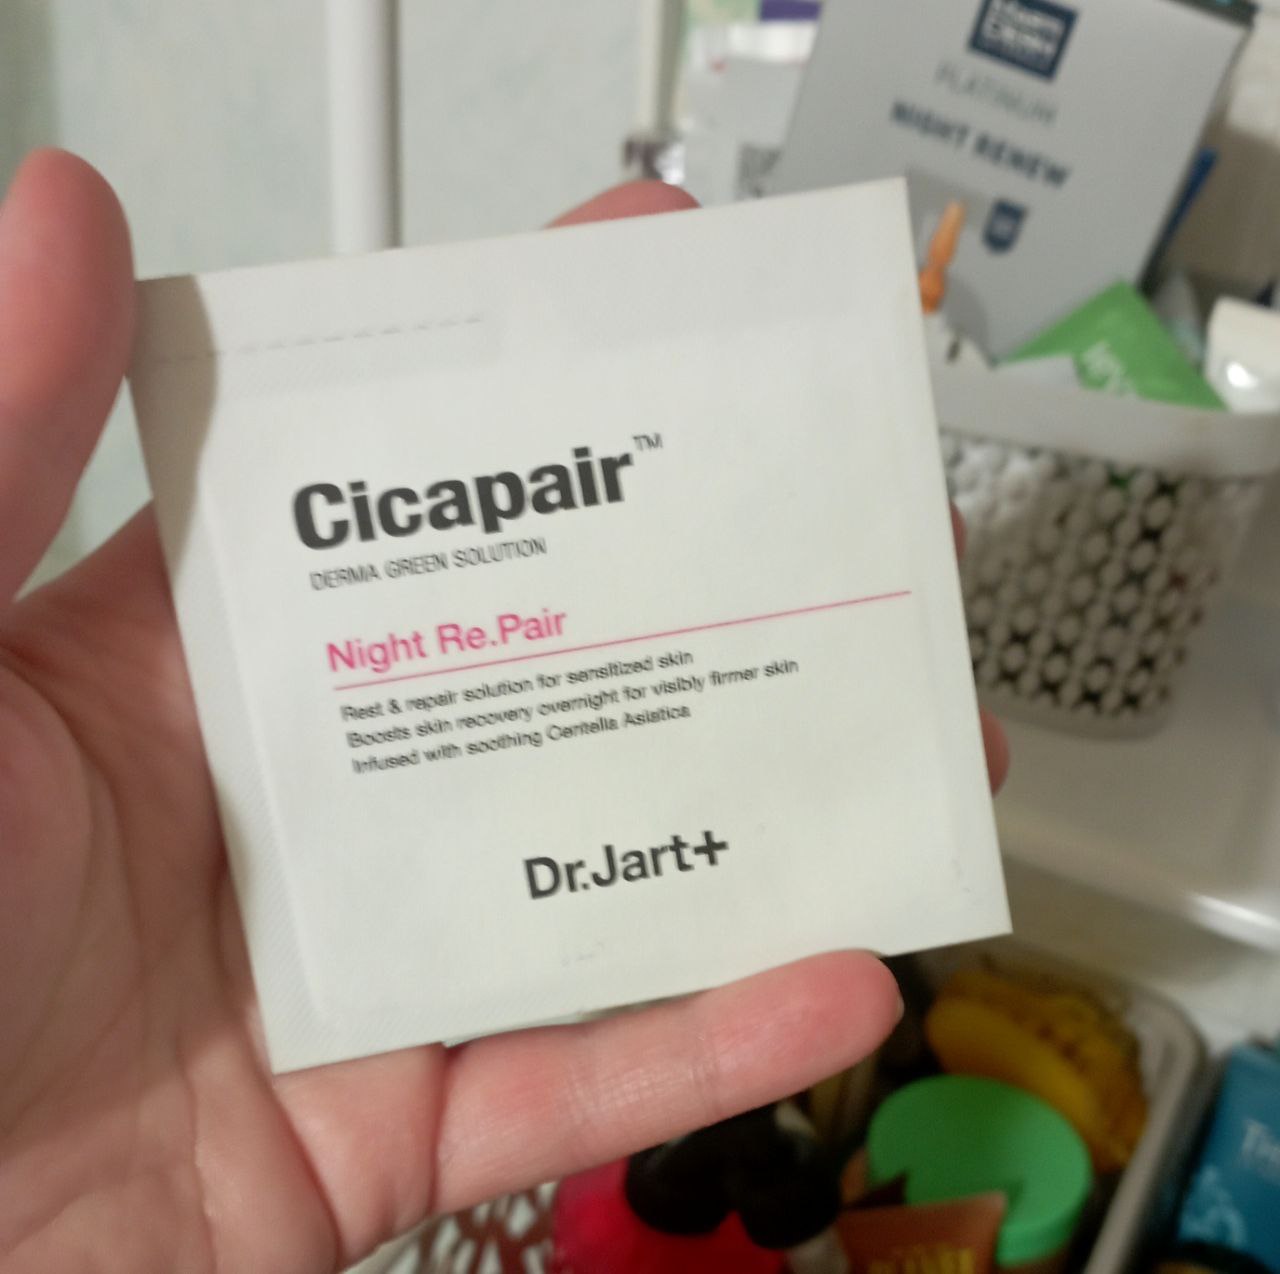 Cicapair™
DERMA GREEN SOLUTION
Night Re.Pair
Rest & repair solution for sensitized skin
Boosts skin recovery overnight for visibly firmer skin
Infused with soothing Centella Asiatica
Dr.Jart+
PLATINUM
NIGHT RENEW